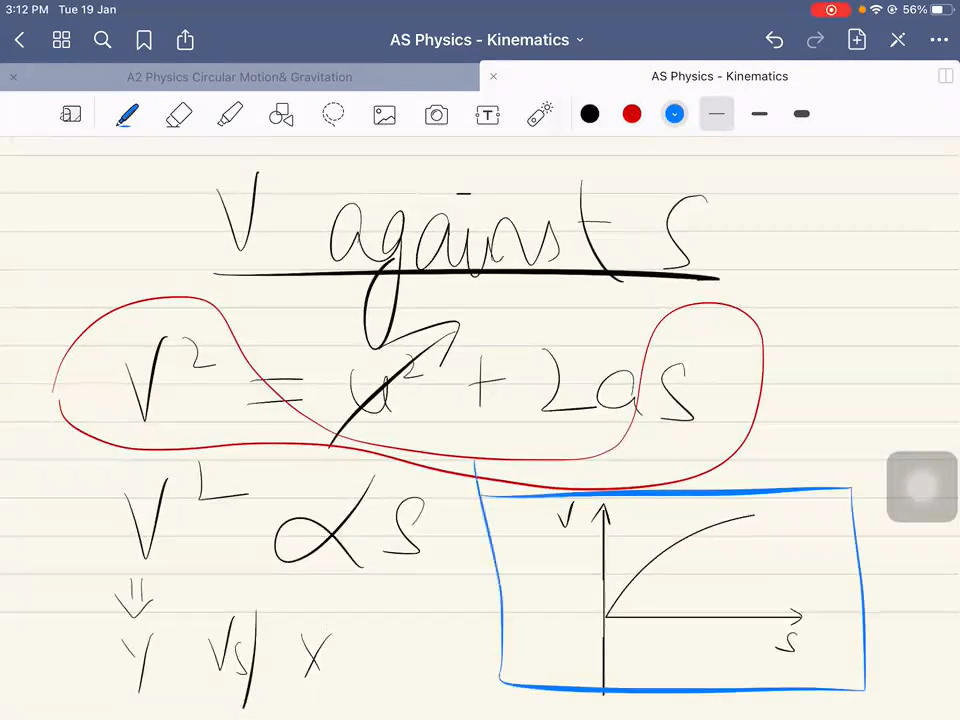 3:12 PM Tue 19 Jan 56%
AS Physics - Kinematics
A2 Physics Circular Motion& Gravitation
AS Physics - Kinematics
T
V against s
V² = u² + 2as
V² ∝ s
⇓
y vs x
V
s